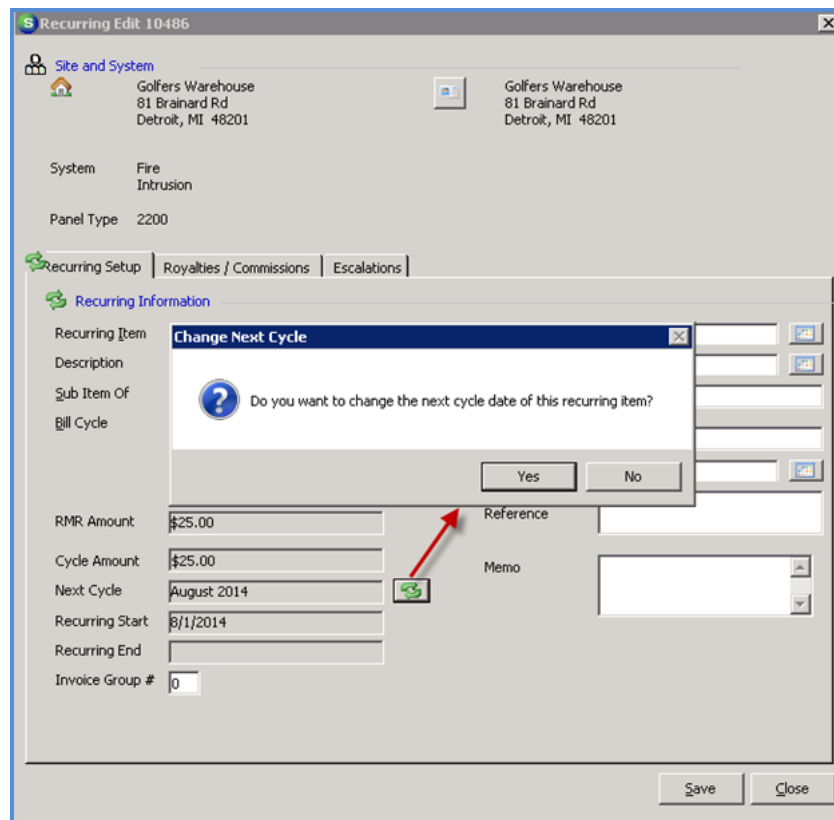 Recurring Edit 10486
Site and System
Golfers Warehouse
81 Brainard Rd
Detroit, MI 48201
Golfers Warehouse
81 Brainard Rd
Detroit, MI 48201
System Fire
Intrusion
Panel Type 2200
Recurring Setup Royalties / Commissions Escalations
Recurring Information
Recurring Item
Description
Sub Item Of
Bill Cycle
Change Next Cycle
Do you want to change the next cycle date of this recurring item?
Yes No
RMR Amount $25.00
Reference
Cycle Amount $25.00
Memo
Next Cycle August 2014
Recurring Start 8/1/2014
Recurring End
Invoice Group # 0
Save Close